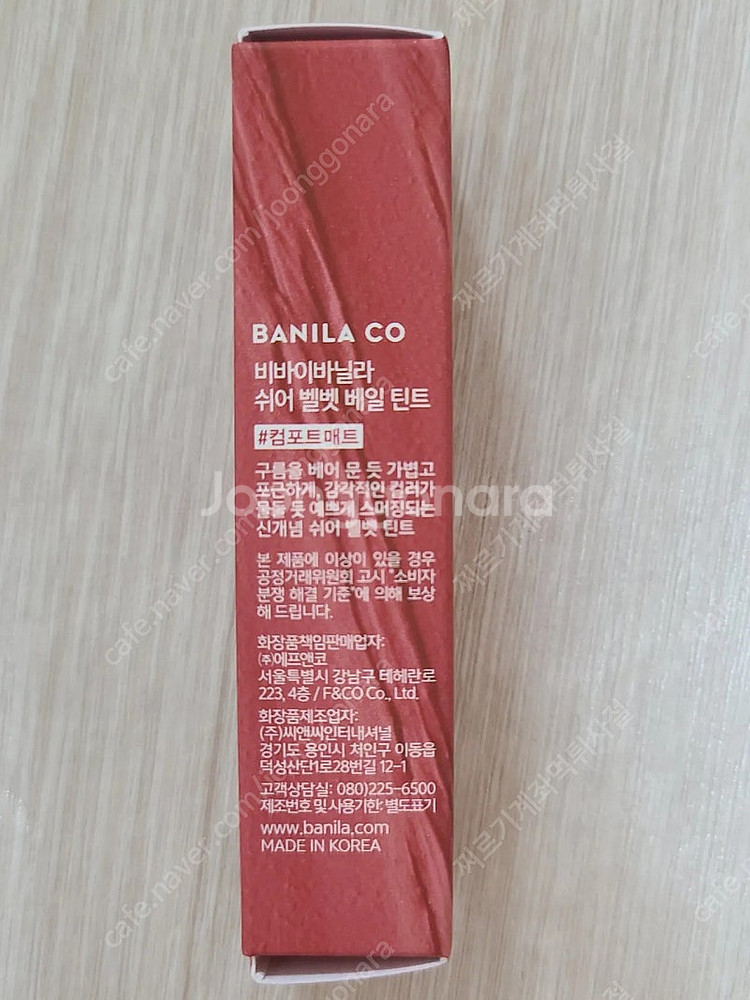 BANILA CO
비바이바닐라
쉬어 벨벳 베일 틴트
#컴포트매트
구름을 베어 문 듯 가볍고
포근하게, 감각적인 컬러가
물들 듯 예쁘게 스머징되는
신개념 쉬어 벨벳 틴트
본 제품에 이상이 있을 경우
공정거래위원회 고시 "소비자
분쟁 해결 기준"에 의해 보상
해 드립니다.
화장품책임판매업자:
㈜에프앤코
서울특별시 강남구 테헤란로
223, 4층 / F&CO Co., Ltd.
화장품제조업자:
(주)씨앤씨인터내셔널
경기도 용인시 처인구 이동읍
덕성산단1로28번길 12-1
고객상담실: 080)225-6500
제조번호 및 사용기한: 별도표기
www.banila.com
MADE IN KOREA
Joonggonara
cafe.naver.com/joonggonara
찌르기계좌먹튀사절